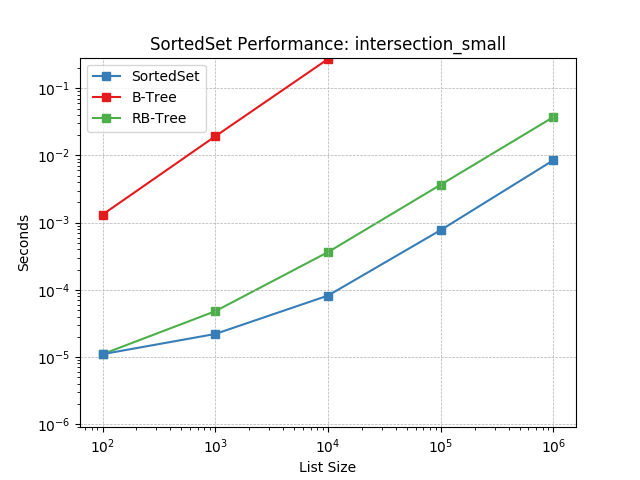 SortedSet Performance: intersection_small
SortedSet
B-Tree
RB-Tree
Seconds
10⁻¹
10⁻²
10⁻³
10⁻⁴
10⁻⁵
10⁻⁶
10² 10³ 10⁴ 10⁵ 10⁶
List Size